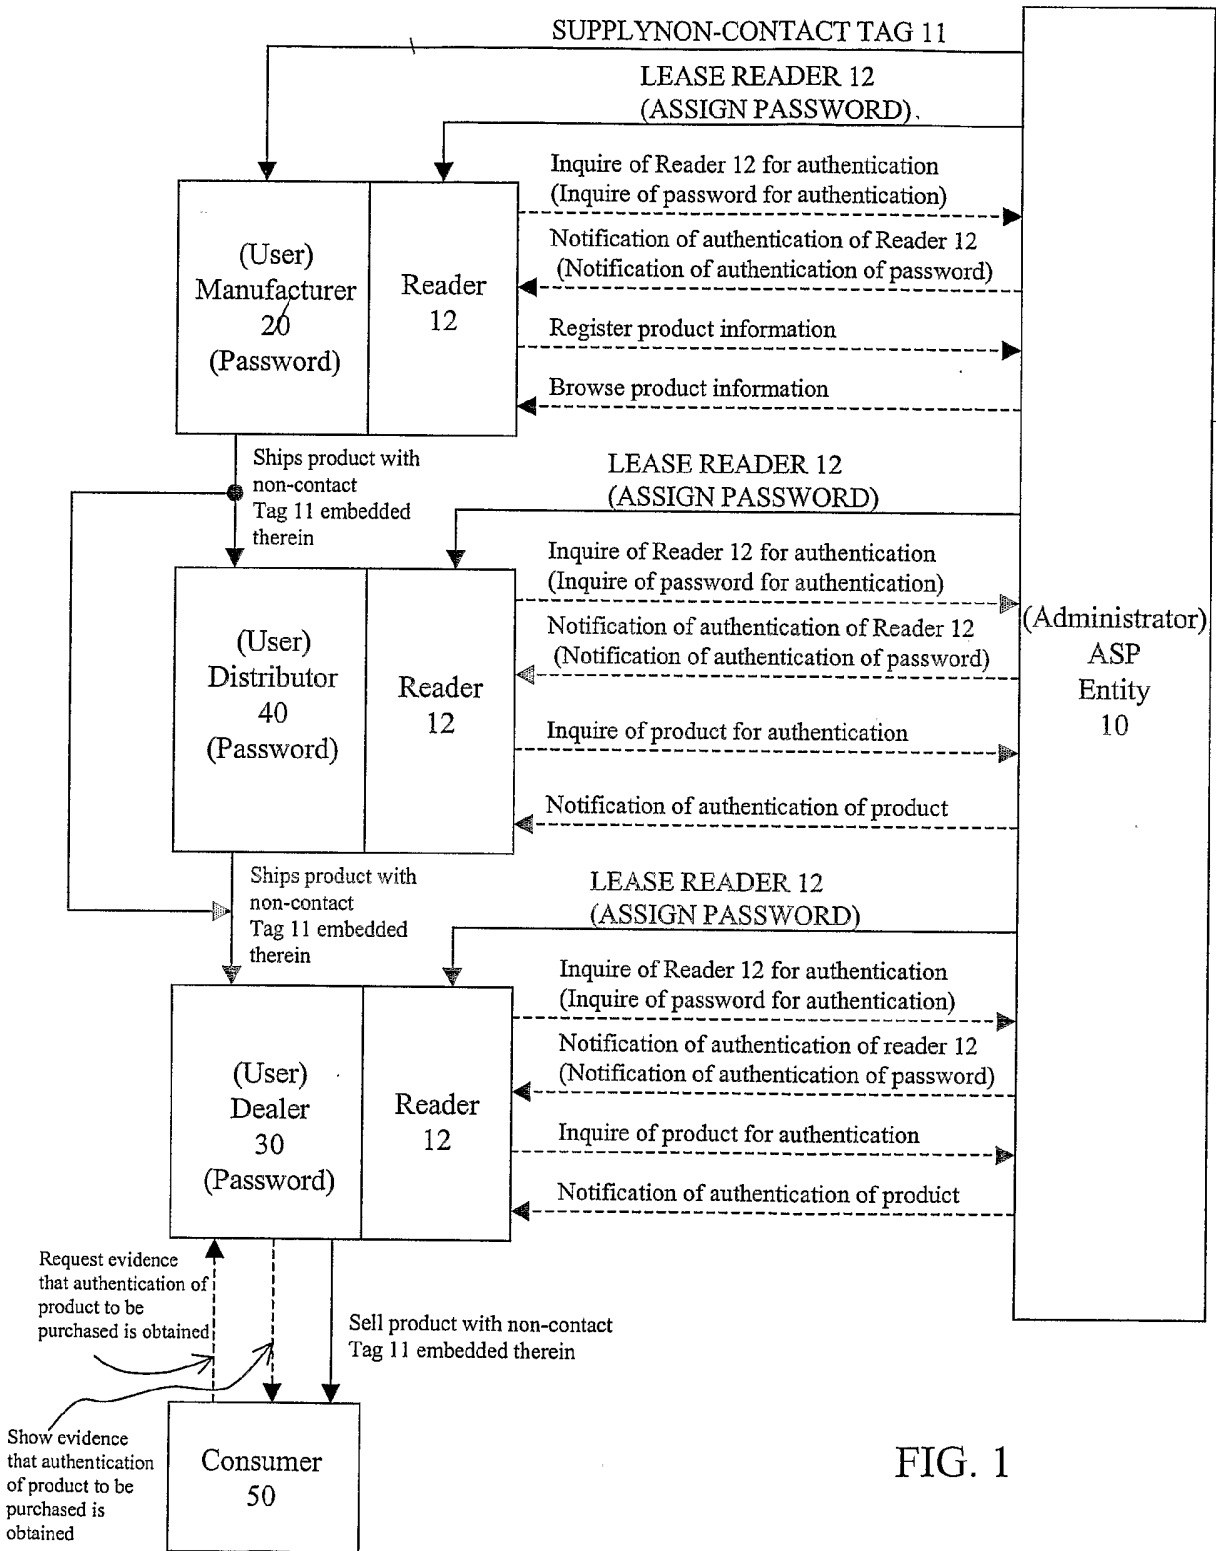 SUPPLYNON-CONTACT TAG 11
LEASE READER 12
(ASSIGN PASSWORD)
Inquire of Reader 12 for authentication
(Inquire of password for authentication)
Notification of authentication of Reader 12
(Notification of authentication of password)
Register product information
Browse product information
(User)
Manufacturer
20
(Password)
Reader
12
Ships product with
non-contact
Tag 11 embedded
therein
LEASE READER 12
(ASSIGN PASSWORD)
Inquire of Reader 12 for authentication
(Inquire of password for authentication)
Notification of authentication of Reader 12
(Notification of authentication of password)
Inquire of product for authentication
Notification of authentication of product
(User)
Distributor
40
(Password)
Reader
12
(Administrator)
ASP
Entity
10
Ships product with
non-contact
Tag 11 embedded
therein
LEASE READER 12
(ASSIGN PASSWORD)
Inquire of Reader 12 for authentication
(Inquire of password for authentication)
Notification of authentication of reader 12
(Notification of authentication of password)
Inquire of product for authentication
Notification of authentication of product
(User)
Dealer
30
(Password)
Reader
12
Request evidence
that authentication of
product to be
purchased is obtained
Sell product with non-contact
Tag 11 embedded therein
Show evidence
that authentication
of product to be
purchased is
obtained
Consumer
50
FIG. 1